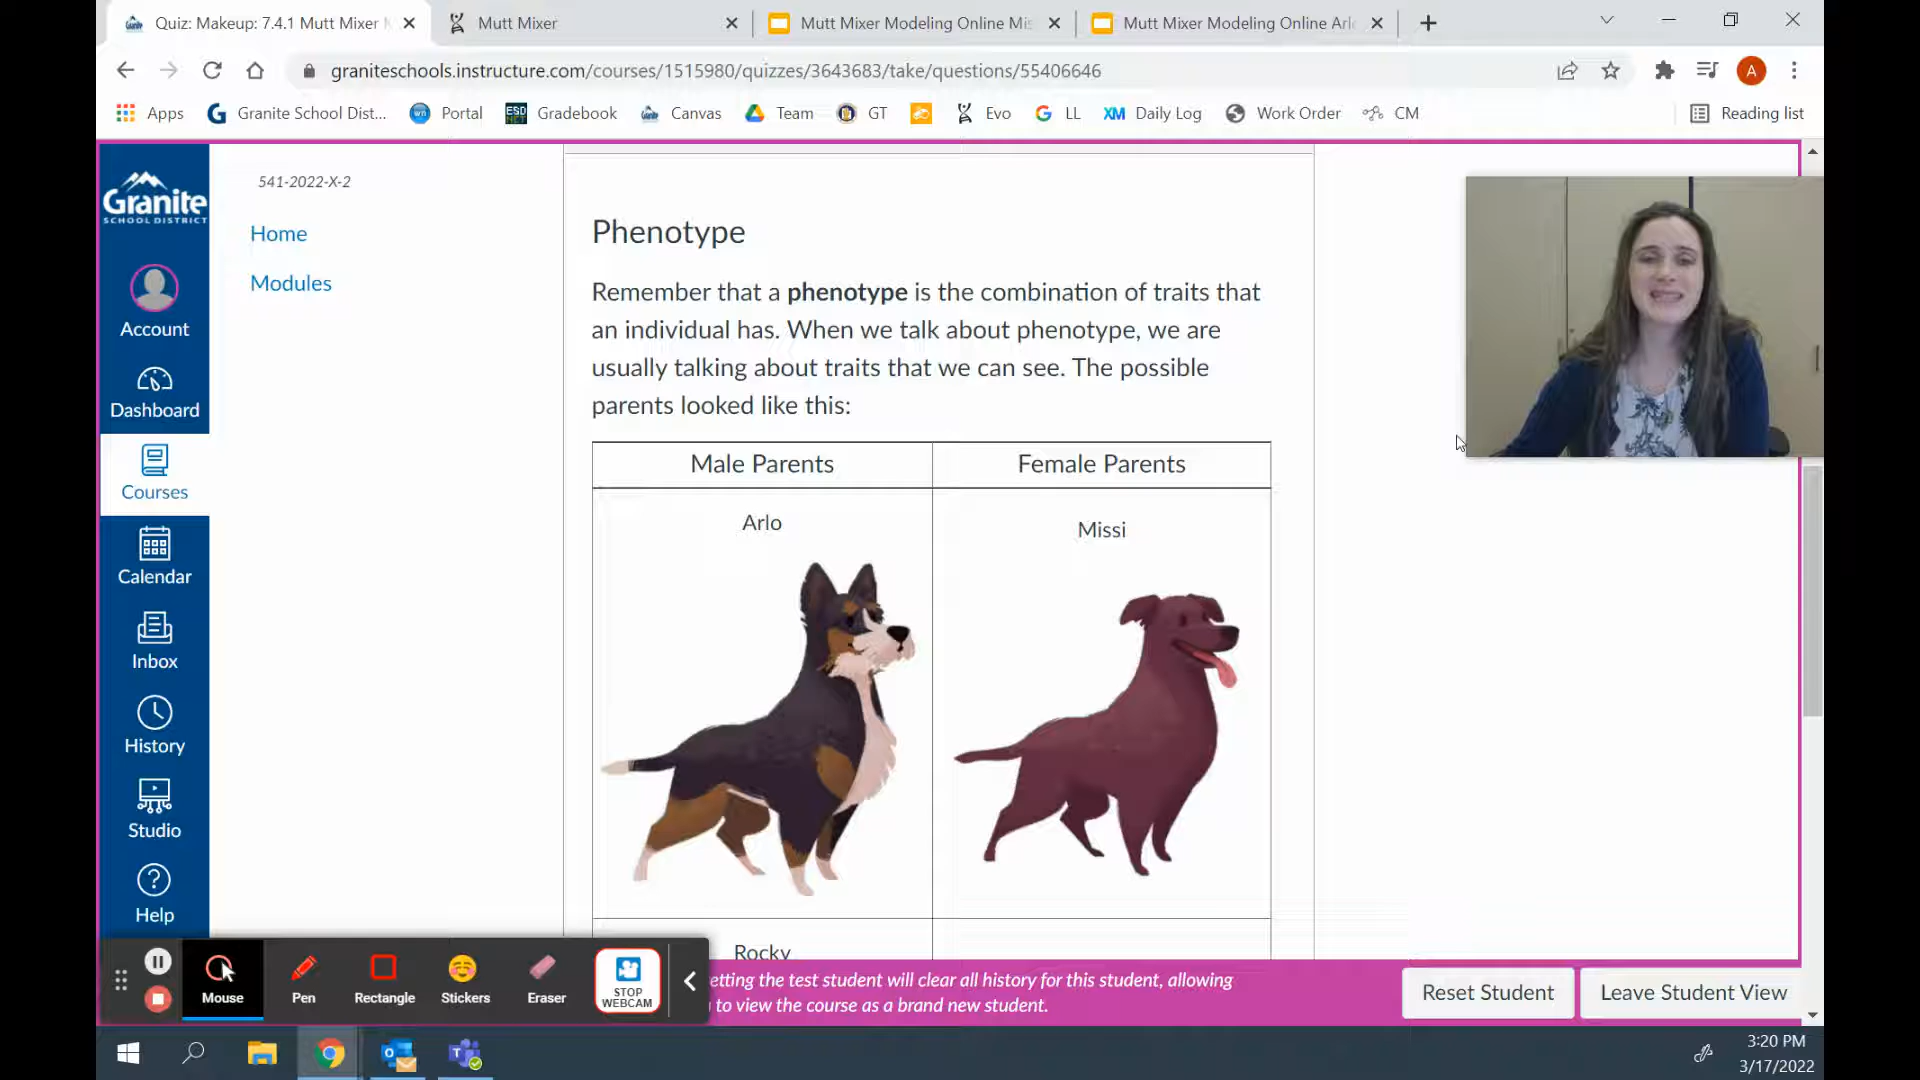 Quiz: Makeup: 7.4.1 Mutt Mixer
Mutt Mixer
Mutt Mixer Modeling Online Mis
Mutt Mixer Modeling Online Arl
graniteschools.instructure.com/courses/1515980/quizzes/3643683/take/questions/55406646
A
Apps
Granite School Dist...
Portal
Gradebook
Canvas
Team
GT
Evo
LL
XM Daily Log
Work Order
CM
Reading list
Granite
SCHOOL DISTRICT
Account
Dashboard
Courses
Calendar
Inbox
History
Studio
Help
541-2022-X-2
Home
Modules
Phenotype
Remember that a phenotype is the combination of traits that
an individual has. When we talk about phenotype, we are
usually talking about traits that we can see. The possible
parents looked like this:
Male Parents
Female Parents
Arlo
Missi
Rocky
Mouse
Pen
Rectangle
Stickers
Eraser
STOP
WEBCAM
etting the test student will clear all history for this student, allowing
to view the course as a brand new student.
Reset Student
Leave Student View
3:20 PM
3/17/2022